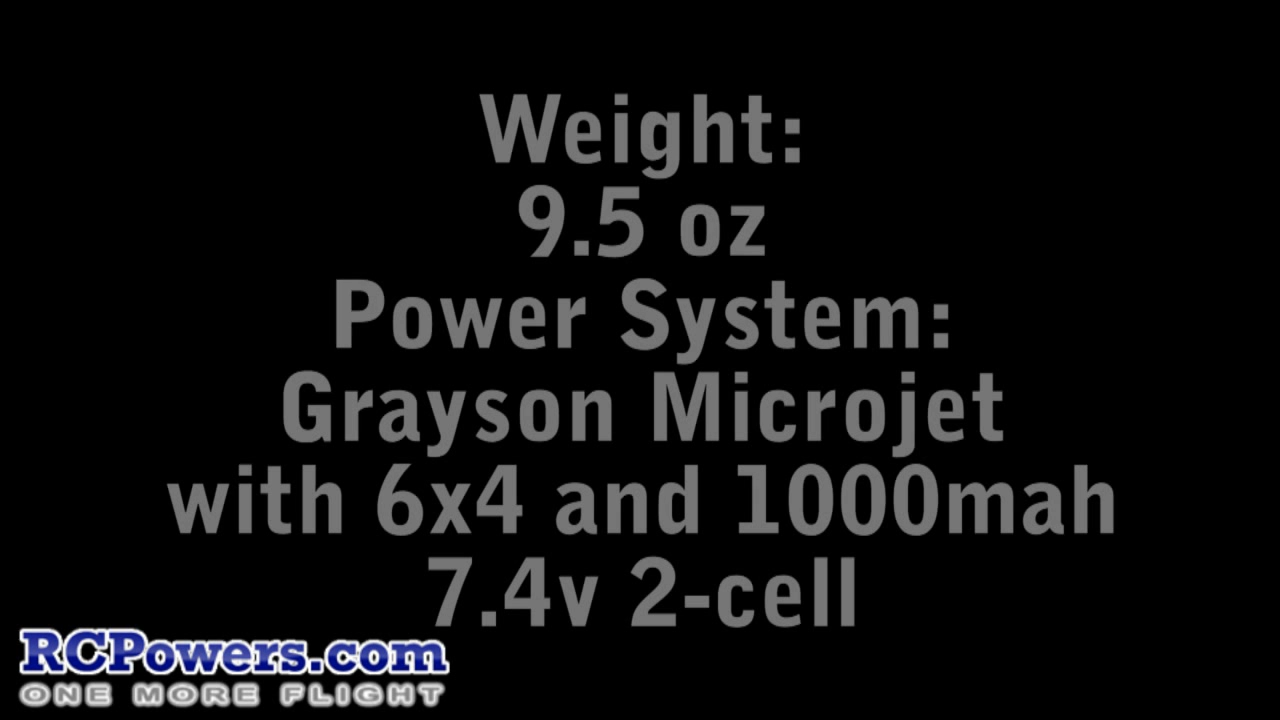 Weight:
9.5 oz
Power System:
Grayson Microjet
with 6x4 and 1000mah
7.4v 2-cell
RCPowers.com
ONE MORE FLIGHT